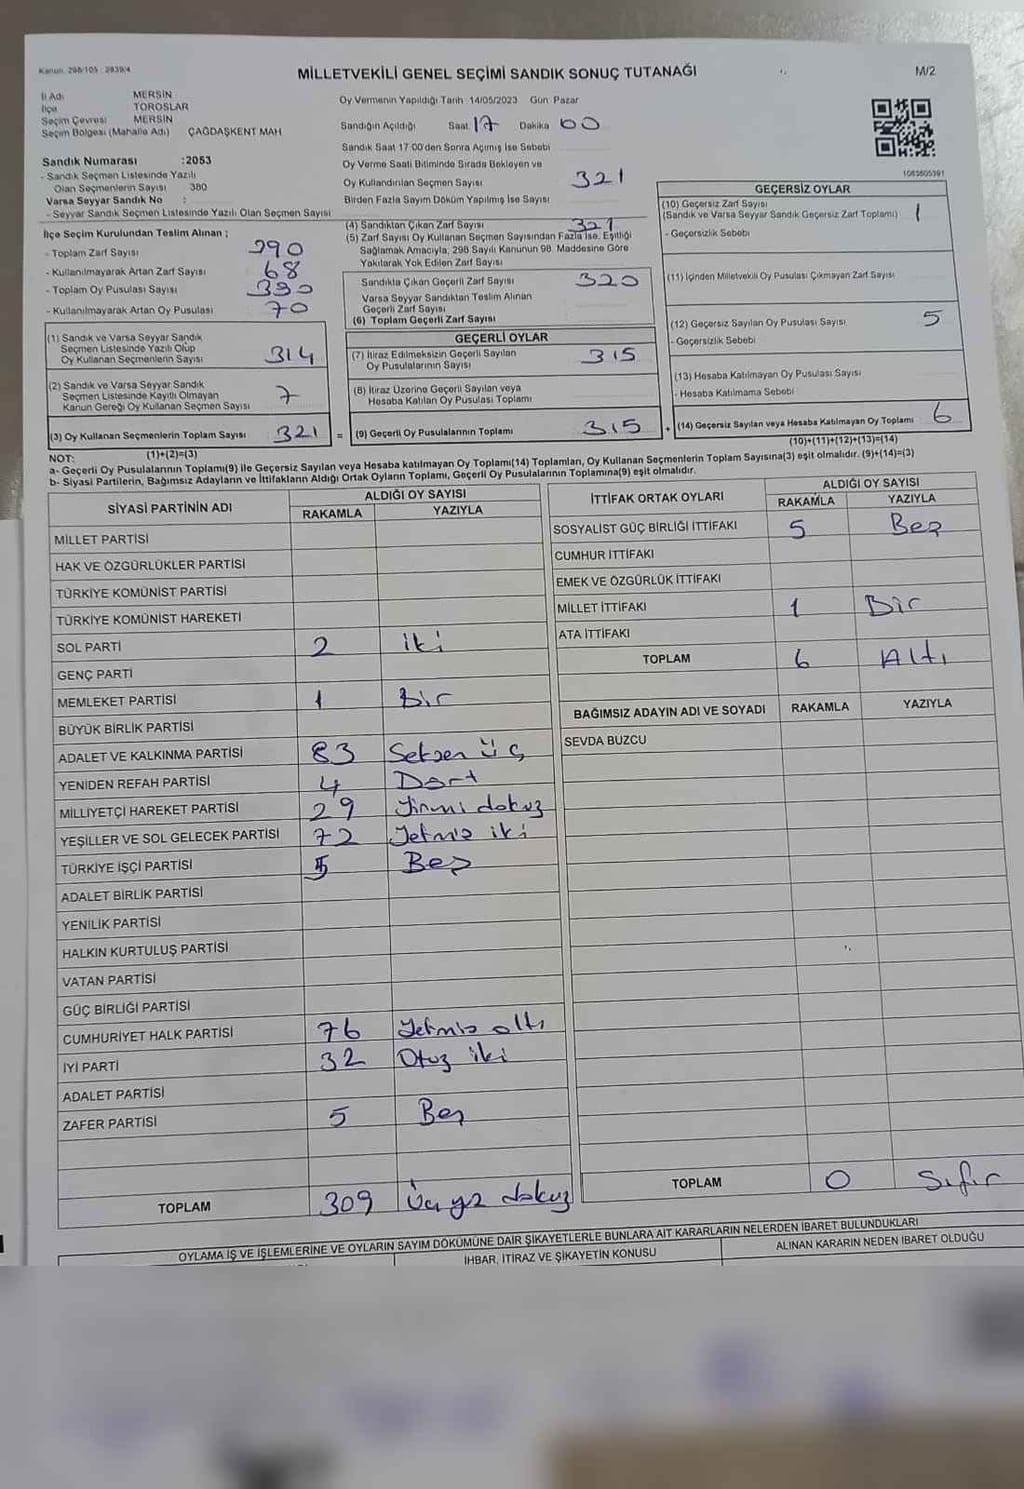 Kanun: 298/105 : 2839/4
MİLLETVEKİLİ GENEL SEÇİMİ SANDIK SONUÇ TUTANAĞI
M/2
İl Adı MERSİN
İlçe TOROSLAR
Seçim Çevresi MERSİN
Seçim Bölgesi (Mahalle Adı) ÇAĞDAŞKENT MAH
Sandık Numarası :2053
- Sandık Seçmen Listesinde Yazılı
Olan Seçmenlerin Sayısı 380
Varsa Seyyar Sandık No :
- Seyyar Sandık Seçmen Listesinde Yazılı Olan Seçmen Sayısı
İlçe Seçim Kurulundan Teslim Alınan ;
- Toplam Zarf Sayısı 390
- Kullanılmayarak Artan Zarf Sayısı 68
- Toplam Oy Pusulası Sayısı 390
- Kullanılmayarak Artan Oy Pusulası 70
(1) Sandık ve Varsa Seyyar Sandık
Seçmen Listesinde Yazılı Olup
Oy Kullanan Seçmenlerin Sayısı 314
(2) Sandık ve Varsa Seyyar Sandık
Seçmen Listesinde Kayıtlı Olmayan
Kanun Gereği Oy Kullanan Seçmen Sayısı 7
(3) Oy Kullanan Seçmenlerin Toplam Sayısı 321 =
(1)+(2)=(3)
Oy Vermenin Yapıldığı Tarih 14/05/2023 Gün Pazar
Sandığın Açıldığı Saat 17 Dakika 00
Sandık Saat 17 00'den Sonra Açılmış İse Sebebi
Oy Verme Saati Bitiminde Sırada Bekleyen ve
Oy Kullandırılan Seçmen Sayısı 321
Birden Fazla Sayım Döküm Yapılmış İse Sayısı
(4) Sandıktan Çıkan Zarf Sayısı 321
(5) Zarf Sayısı Oy Kullanan Seçmen Sayısından Fazla İse, Eşitliği
Sağlamak Amacıyla, 298 Sayılı Kanunun 98. Maddesine Göre
Yakılarak Yok Edilen Zarf Sayısı
Sandıkta Çıkan Geçerli Zarf Sayısı 320
Varsa Seyyar Sandıktan Teslim Alınan
Geçerli Zarf Sayısı
(6) Toplam Geçerli Zarf Sayısı
GEÇERLİ OYLAR
(7) İtiraz Edilmeksizin Geçerli Sayılan
Oy Pusulalarının Sayısı 315
(8) İtiraz Üzerine Geçerli Sayılan veya
Hesaba Katılan Oy Pusulası Toplamı
(9) Geçerli Oy Pusulalarının Toplamı 315 +
1083805391
GEÇERSİZ OYLAR
(10) Geçersiz Zarf Sayısı
(Sandık ve Varsa Seyyar Sandık Geçersiz Zarf Toplamı) 1
- Geçersizlik Sebebi
(11) İçinden Milletvekili Oy Pusulası Çıkmayan Zarf Sayısı
(12) Geçersiz Sayılan Oy Pusulası Sayısı 5
- Geçersizlik Sebebi
(13) Hesaba Katılmayan Oy Pusulası Sayısı
- Hesaba Katılmama Sebebi
(14) Geçersiz Sayılan veya Hesaba Katılmayan Oy Toplamı 6
(10)+(11)+(12)+(13)=(14)
NOT:
a- Geçerli Oy Pusulalarının Toplamı(9) ile Geçersiz Sayılan veya Hesaba katılmayan Oy Toplamı(14) Toplamları, Oy Kullanan Seçmenlerin Toplam Sayısına(3) eşit olmalıdır. (9)+(14)=(3)
b- Siyasi Partilerin, Bağımsız Adayların ve İttifakların Aldığı Ortak Oyların Toplamı, Geçerli Oy Pusulalarının Toplamına(9) eşit olmalıdır.
SİYASİ PARTİNİN ADI ALDIĞI OY SAYISI
RAKAMLA YAZIYLA
MİLLET PARTİSİ
HAK VE ÖZGÜRLÜKLER PARTİSİ
TÜRKİYE KOMÜNİST PARTİSİ
TÜRKİYE KOMÜNİST HAREKETİ
SOL PARTİ 2 iki
GENÇ PARTİ
MEMLEKET PARTİSİ 1 Bir
BÜYÜK BİRLİK PARTİSİ
ADALET VE KALKINMA PARTİSİ 83 Seksen üç
YENİDEN REFAH PARTİSİ 4 Dört
MİLLİYETÇİ HAREKET PARTİSİ 29 Yirmi dokuz
YEŞİLLER VE SOL GELECEK PARTİSİ 72 Yetmiş iki
TÜRKİYE İŞÇİ PARTİSİ 5 Beş
ADALET BİRLİK PARTİSİ
YENİLİK PARTİSİ
HALKIN KURTULUŞ PARTİSİ
VATAN PARTİSİ
GÜÇ BİRLİĞİ PARTİSİ
CUMHURİYET HALK PARTİSİ 76 Yetmiş altı
İYİ PARTİ 32 Otuz iki
ADALET PARTİSİ
ZAFER PARTİSİ 5 Beş
TOPLAM 309 Üç yüz dokuz
İTTİFAK ORTAK OYLARI ALDIĞI OY SAYISI
RAKAMLA YAZIYLA
SOSYALİST GÜÇ BİRLİĞİ İTTİFAKI 5 Beş
CUMHUR İTTİFAKI
EMEK VE ÖZGÜRLÜK İTTİFAKI
MİLLET İTTİFAKI 1 Bir
ATA İTTİFAKI
TOPLAM 6 Altı
BAĞIMSIZ ADAYIN ADI VE SOYADI RAKAMLA YAZIYLA
SEVDA BUZCU
TOPLAM 0 Sıfır
OYLAMA İŞ VE İŞLEMLERİNE VE OYLARIN SAYIM DÖKÜMÜNE DAİR ŞİKAYETLERLE BUNLARA AİT KARARLARIN NELERDEN İBARET BULUNDUKLARI
İHBAR, İTİRAZ VE ŞİKAYETİN KONUSU ALINAN KARARIN NEDEN İBARET OLDUĞU